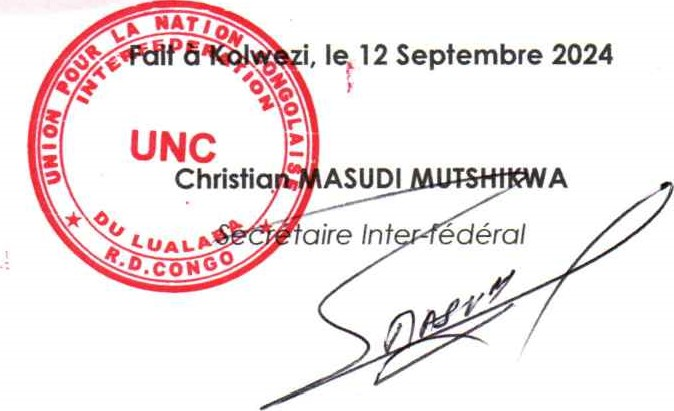 Fait à Kolwezi, le 12 Septembre 2024
UNION POUR LA NATION CONGOLAISE
INTERFEDERATION
UNC
DU LUALABA
R.D.CONGO
Christian MASUDI MUTSHIKWA
Secrétaire Inter-fédéral
MASUDI